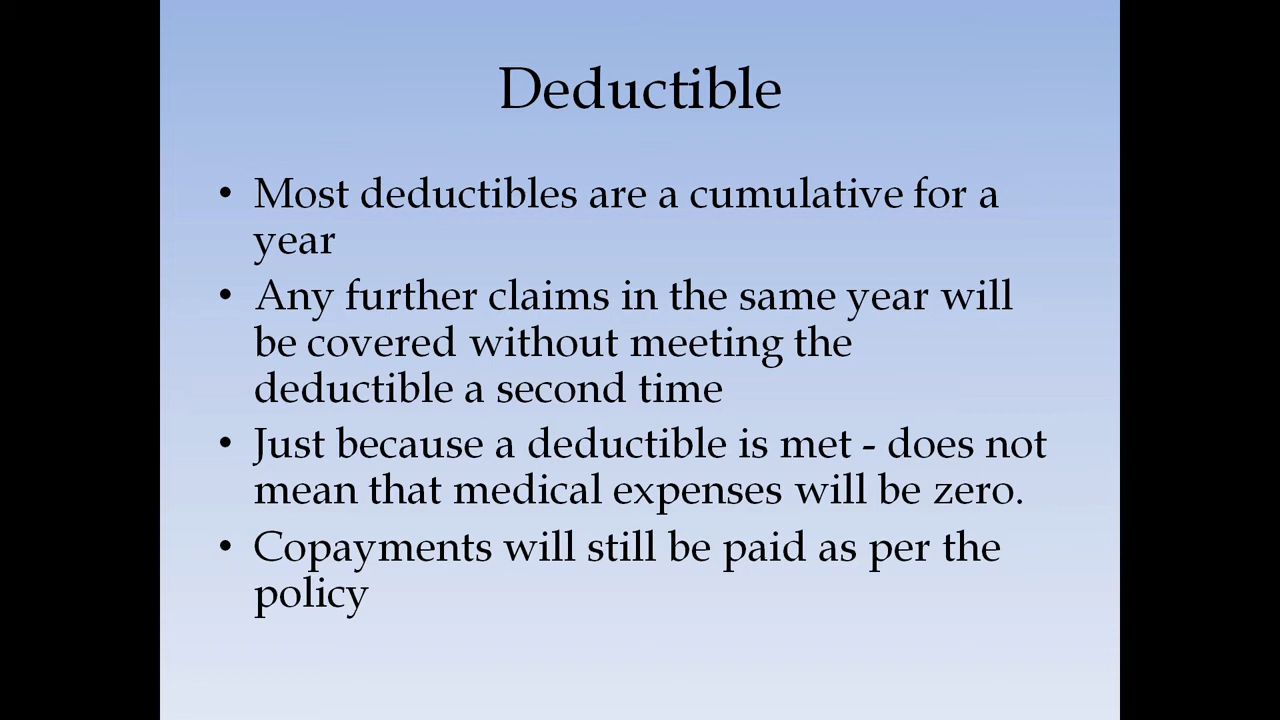 Deductible
• Most deductibles are a cumulative for a
year
• Any further claims in the same year will
be covered without meeting the
deductible a second time
• Just because a deductible is met - does not
mean that medical expenses will be zero.
• Copayments will still be paid as per the
policy